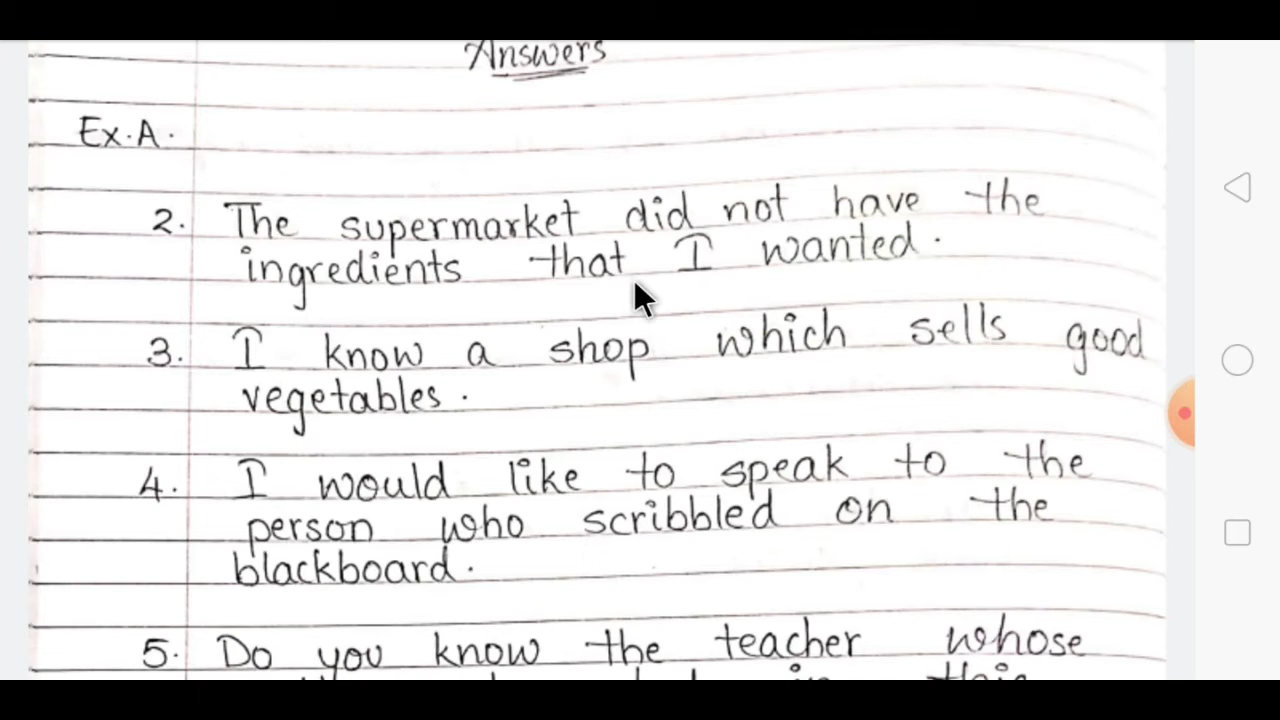 Answers
Ex.A.
2. The supermarket did not have the
ingredients that I wanted.
3. I know a shop which sells good
vegetables.
4. I would like to speak to the
person who scribbled on the
blackboard.
5. Do you know the teacher whose